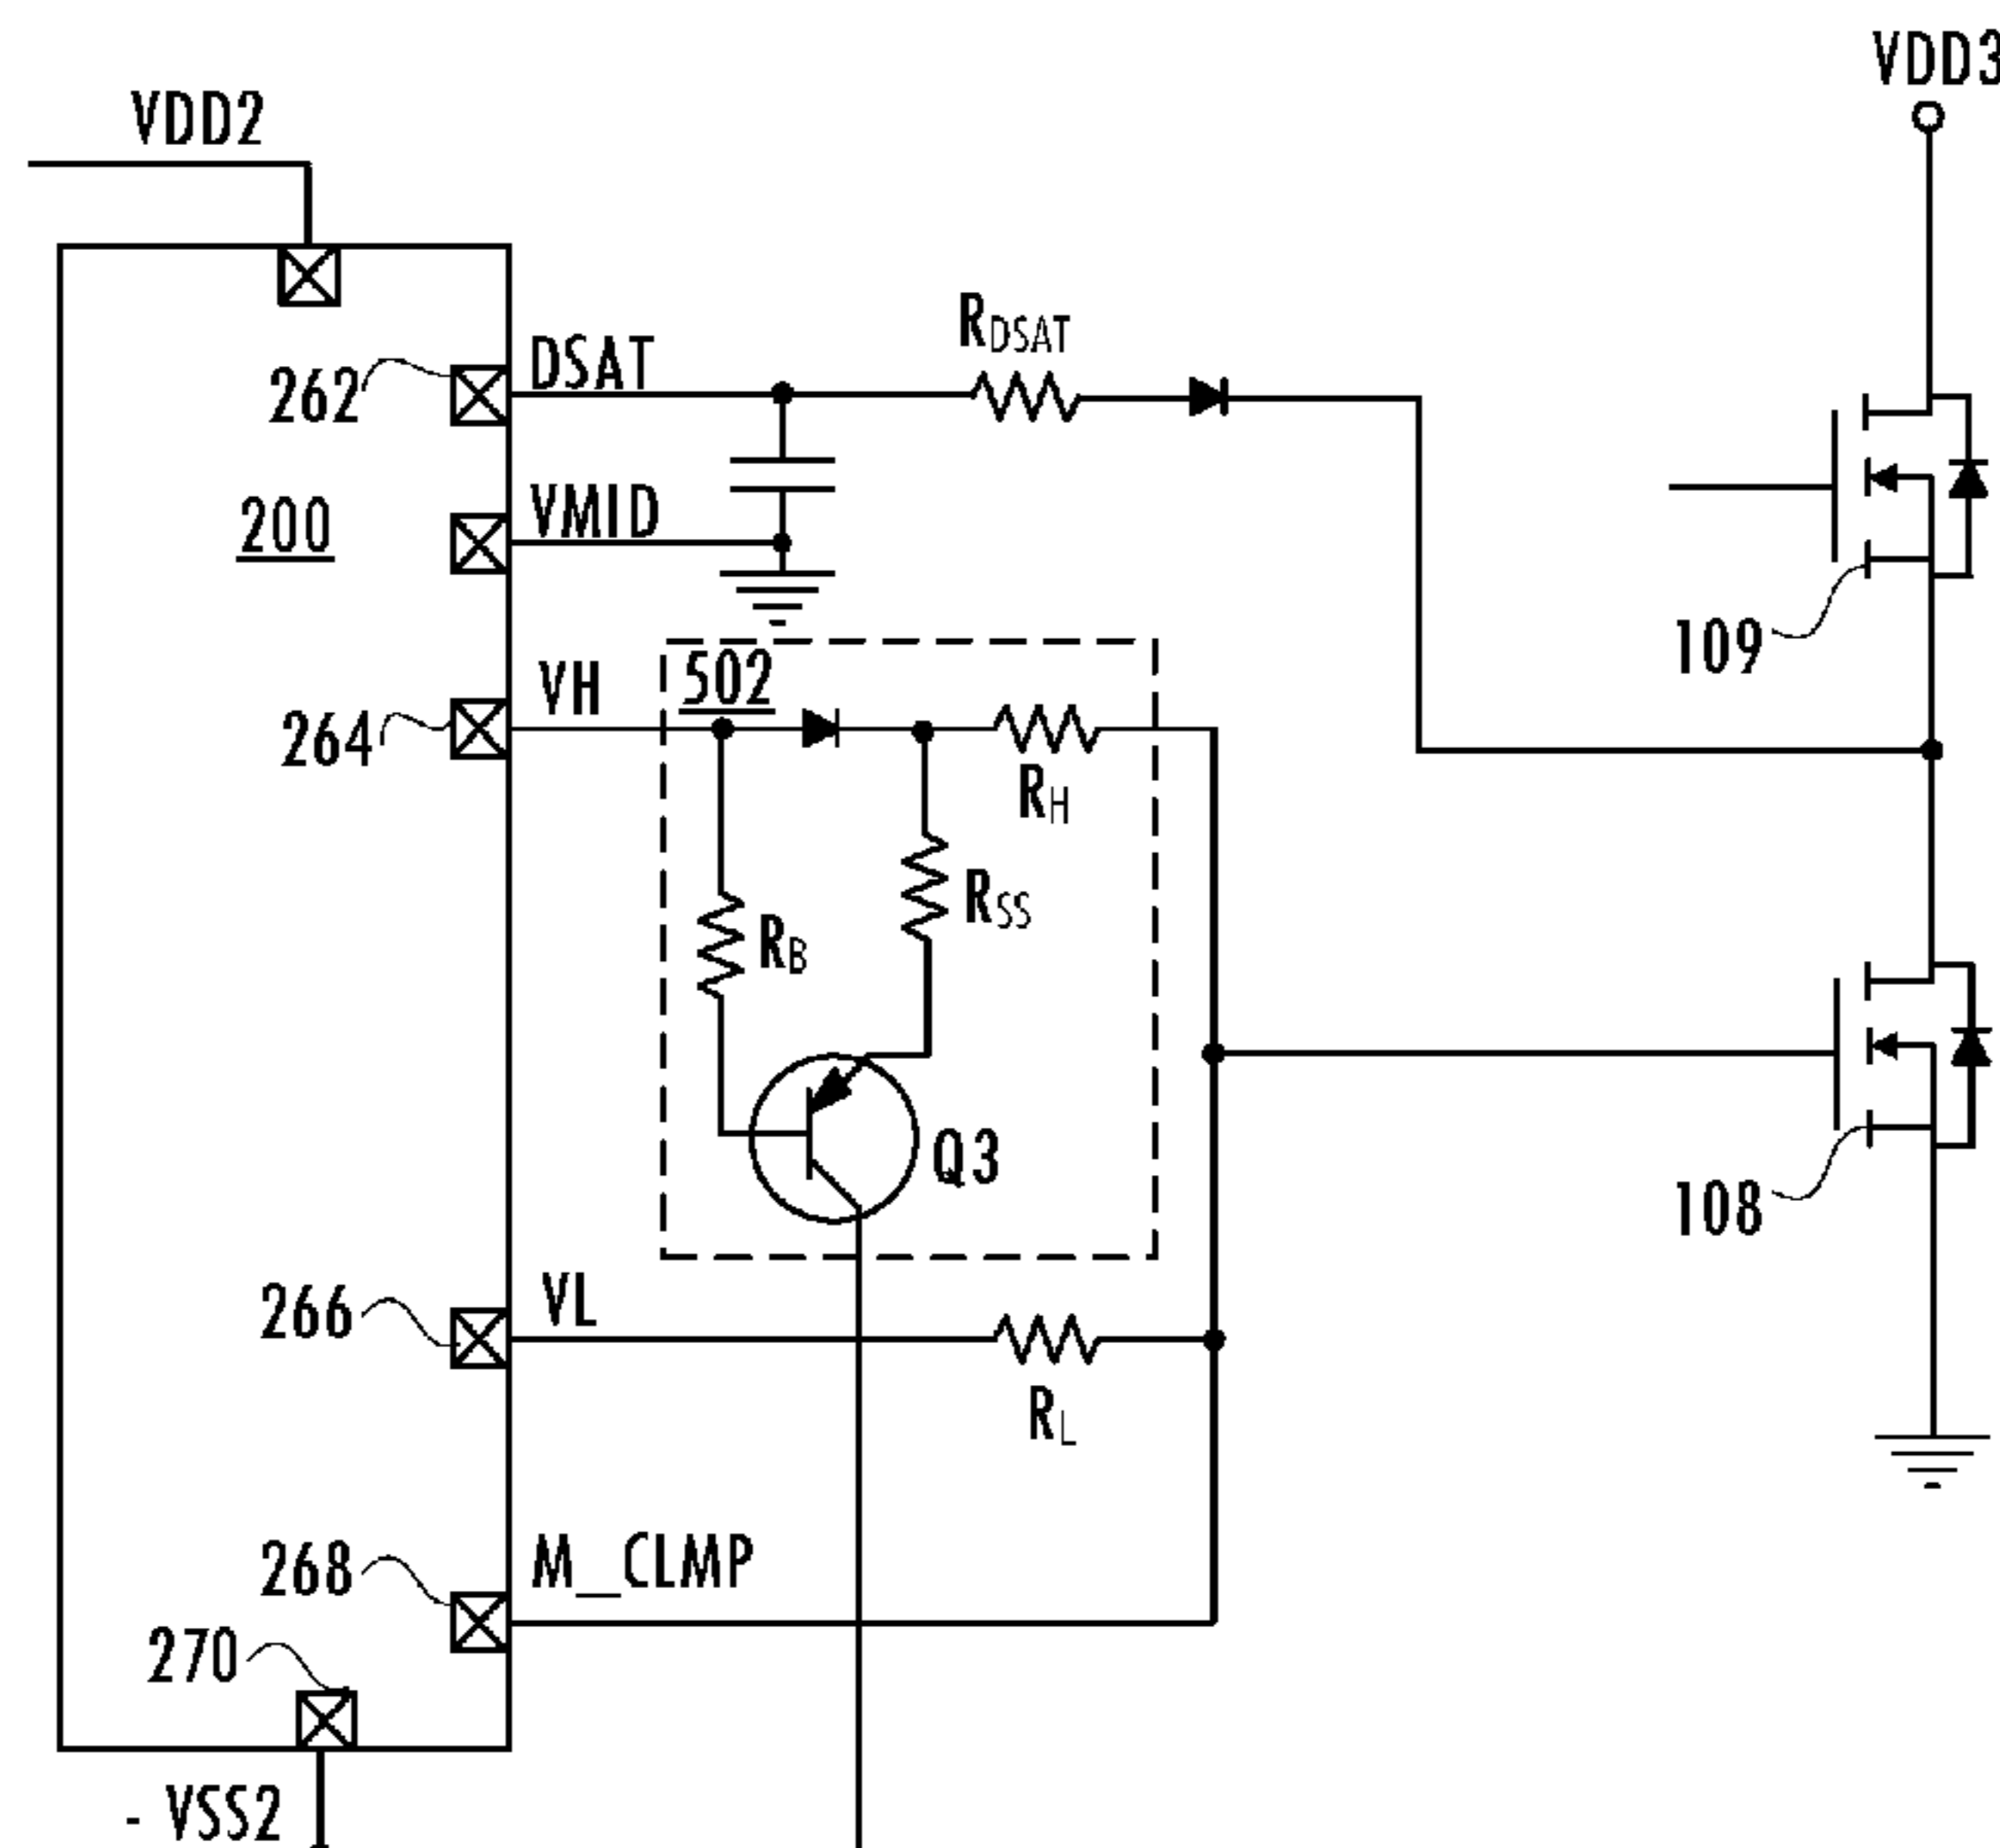 VDD3
VDD2
RDSAT
DSAT
262
200
VMID
109
502
VH
264
RH
RSS
RB
Q3
108
VL
266
RL
M_CLMP
268
270
- VSS2